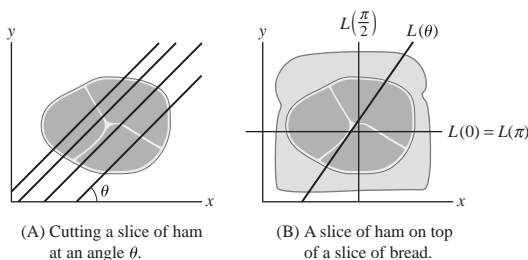 y
θ
x
(A) Cutting a slice of ham
at an angle θ.
L(π/2)
y
L(θ)
L(0) = L(π)
x
(B) A slice of ham on top
of a slice of bread.